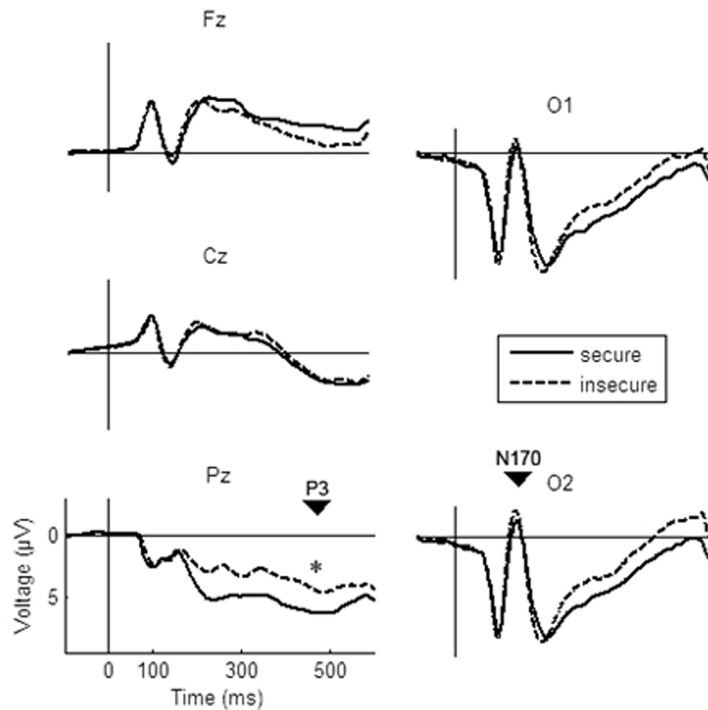 Fz
O1
Cz
secure
insecure
Pz
P3
N170
O2
0
*
5
Voltage (µV)
0 100 300 500
Time (ms)